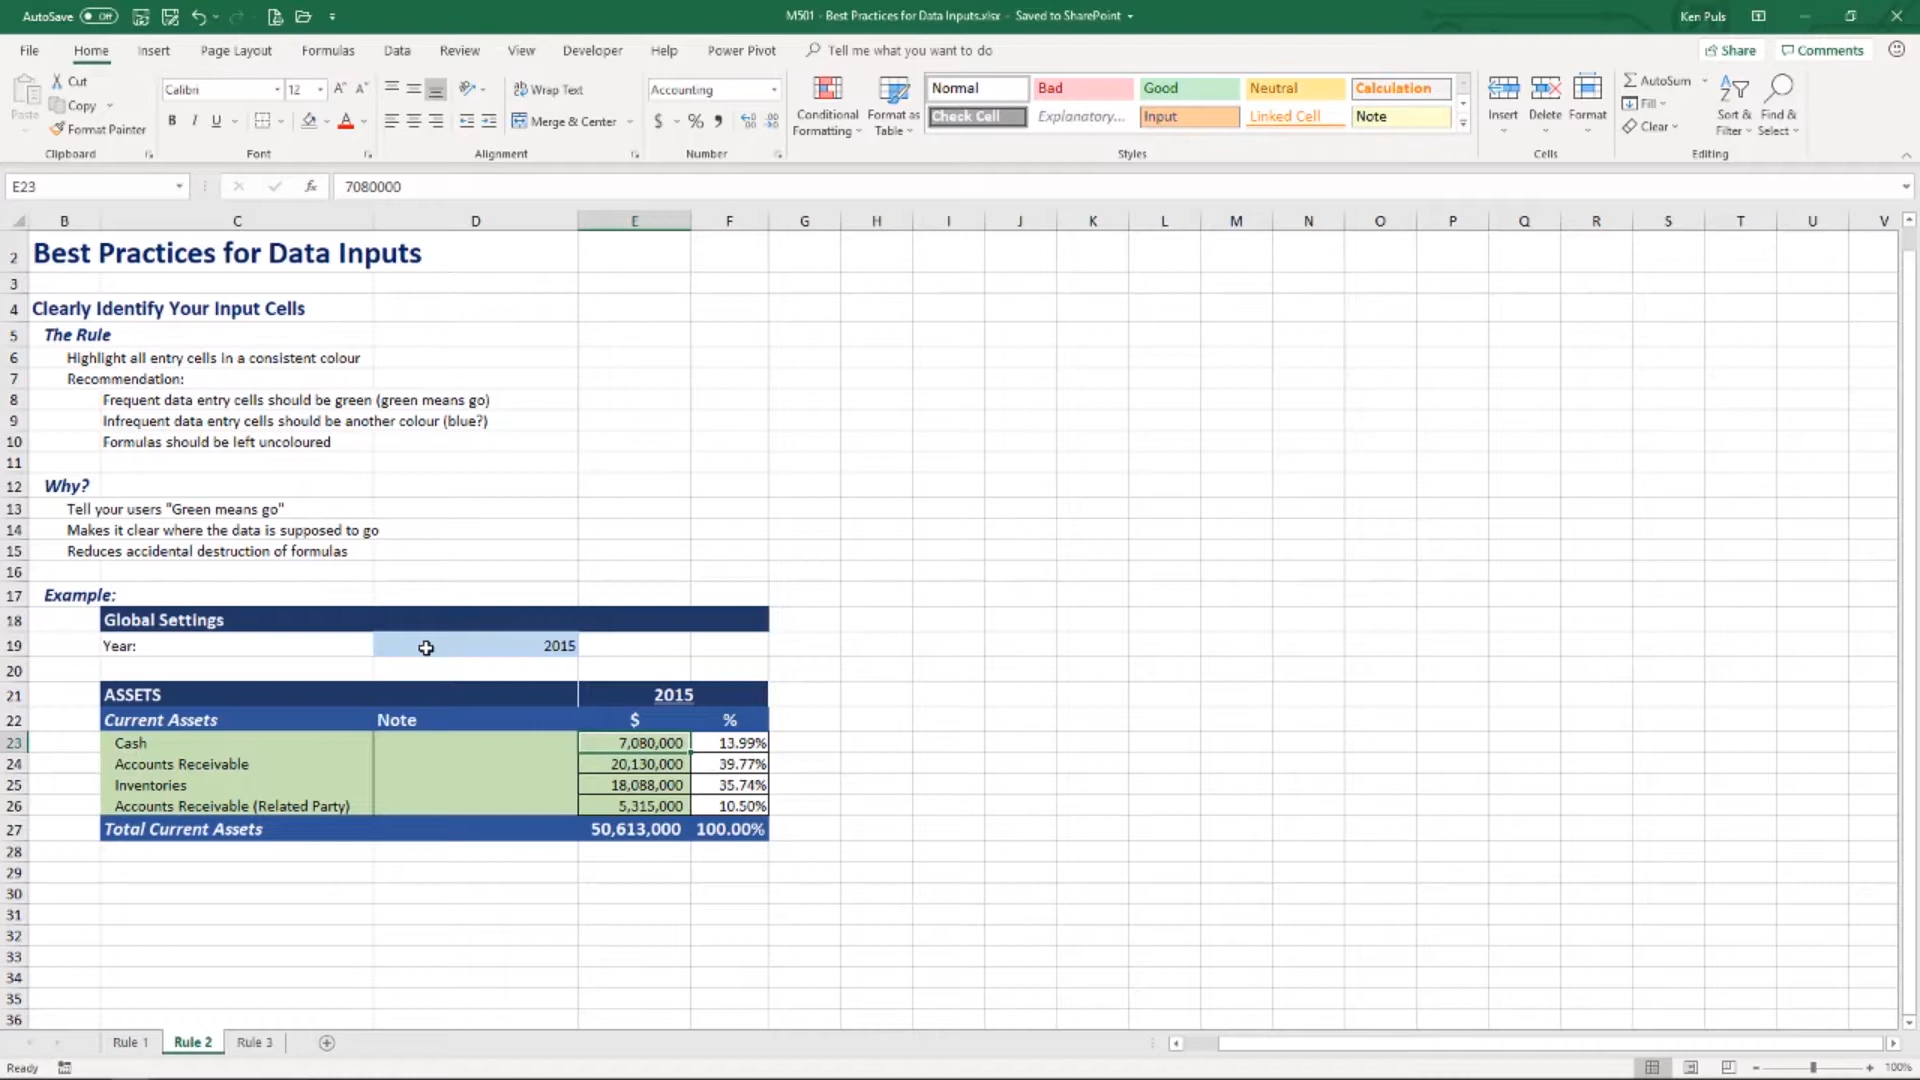 AutoSave Off M501 - Best Practices for Data Inputs.xlsx - Saved to SharePoint Ken Puls
File Home Insert Page Layout Formulas Data Review View Developer Help Power Pivot Tell me what you want to do Share Comments
Paste
Cut
Copy
Format Painter
Clipboard
Calibri 12
A A
B I U A
Font
Wrap Text
Merge & Center
Alignment
Accounting
$ % ,
Number
Conditional Formatting
Format as Table
Normal Bad Good Neutral Calculation
Check Cell Explanatory... Input Linked Cell Note
Styles
Insert Delete Format
Cells
AutoSum
Fill
Clear
Sort & Filter
Find & Select
Editing
E23 fx 7080000
B C D E F G H I J K L M N O P Q R S T U V
2 Best Practices for Data Inputs
3
4 Clearly Identify Your Input Cells
5 The Rule
6 Highlight all entry cells in a consistent colour
7 Recommendation:
8 Frequent data entry cells should be green (green means go)
9 Infrequent data entry cells should be another colour (blue?)
10 Formulas should be left uncoloured
11
12 Why?
13 Tell your users "Green means go"
14 Makes it clear where the data is supposed to go
15 Reduces accidental destruction of formulas
16
17 Example:
18 Global Settings
19 Year: 2015
20
21 ASSETS 2015
22 Current Assets Note $ %
23 Cash 7,080,000 13.99%
24 Accounts Receivable 20,130,000 39.77%
25 Inventories 18,088,000 35.74%
26 Accounts Receivable (Related Party) 5,315,000 10.50%
27 Total Current Assets 50,613,000 100.00%
28
29
30
31
32
33
34
35
36
Rule 1 Rule 2 Rule 3
Ready 100%